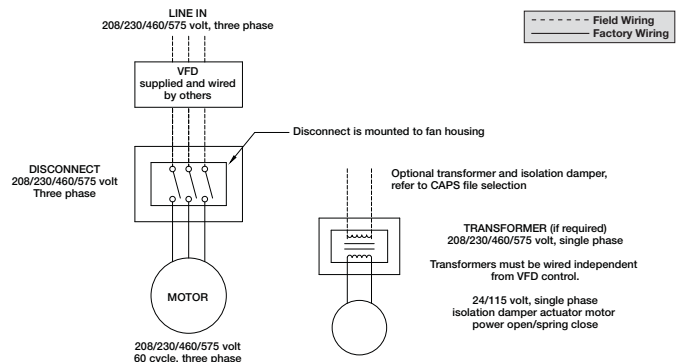 LINE IN
208/230/460/575 volt, three phase
Field Wiring
Factory Wiring
VFD
supplied and wired
by others
Disconnect is mounted to fan housing
DISCONNECT
208/230/460/575 volt
Three phase
Optional transformer and isolation damper,
refer to CAPS file selection
TRANSFORMER (if required)
208/230/460/575 volt, single phase
Transformers must be wired independent
from VFD control.
24/115 volt, single phase
isolation damper actuator motor
power open/spring close
MOTOR
208/230/460/575 volt
60 cycle, three phase